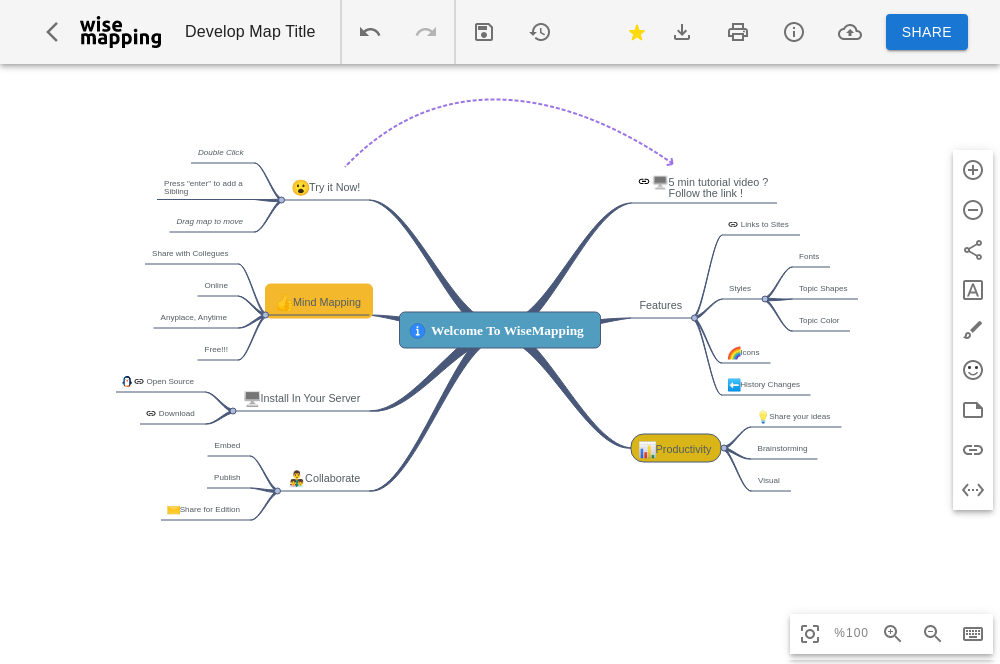 wise
mapping
Develop Map Title
SHARE
Double Click
Press "enter" to add a
Sibling
Drag map to move
Try it Now!
Share with Collegues
Online
Anyplace, Anytime
Free!!!
Mind Mapping
Open Source
Download
Install In Your Server
Embed
Publish
Share for Edition
Collaborate
Welcome To WiseMapping
5 min tutorial video ?
Follow the link !
Links to Sites
Fonts
Styles
Topic Shapes
Topic Color
Features
Icons
History Changes
Share your ideas
Productivity
Brainstorming
Visual
%100